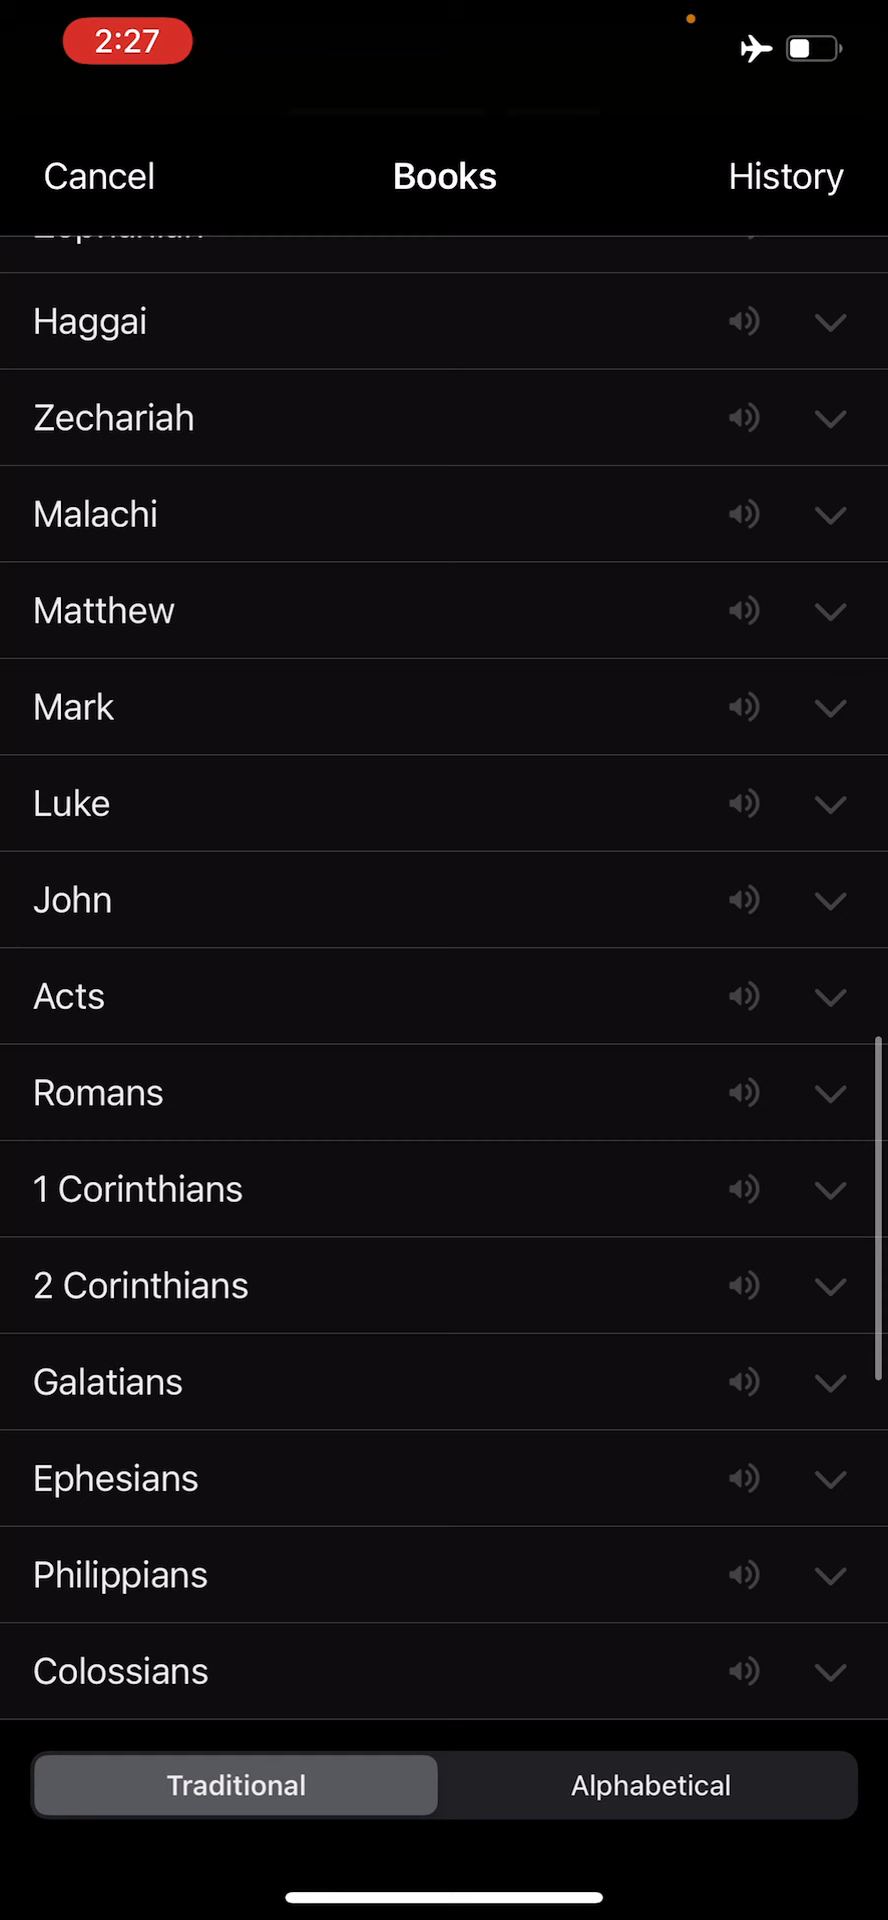 2:27
Cancel Books History
Haggai
Zechariah
Malachi
Matthew
Mark
Luke
John
Acts
Romans
1 Corinthians
2 Corinthians
Galatians
Ephesians
Philippians
Colossians
Traditional Alphabetical